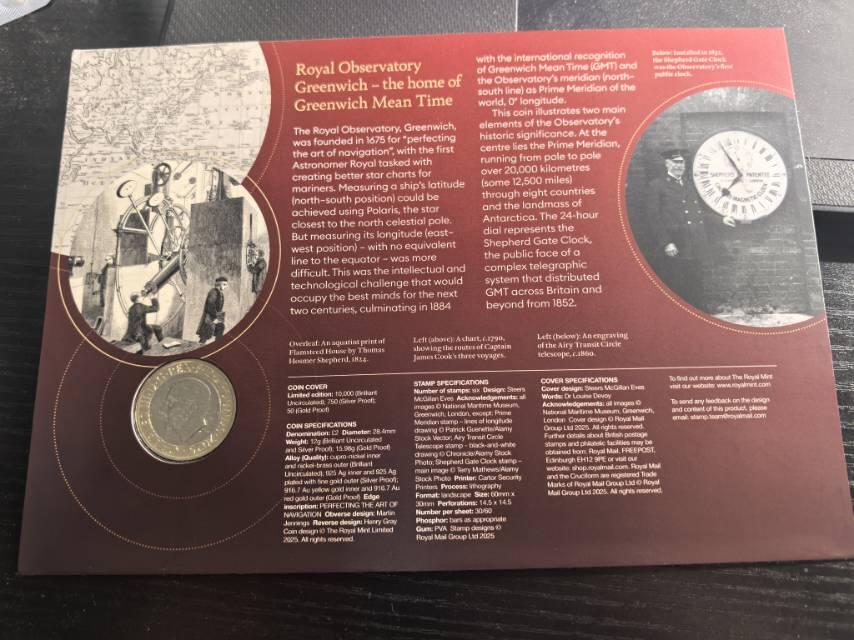 Royal Observatory
Greenwich – the home of
Greenwich Mean Time
The Royal Observatory, Greenwich,
was founded in 1675 for “perfecting
the art of navigation”, with the first
Astronomer Royal tasked with
creating better star charts for
mariners. Measuring a ship's latitude
(north–south position) could be
achieved using Polaris, the star
closest to the north celestial pole.
But measuring its longitude (east–
west position) – with no equivalent
line to the equator – was more
difficult. This was the intellectual and
technological challenge that would
occupy the best minds for the next
two centuries, culminating in 1884
with the international recognition
of Greenwich Mean Time (GMT) and
the Observatory's meridian (north–
south line) as Prime Meridian of the
world, 0° longitude.
This coin illustrates two main
elements of the Observatory's
historic significance. At the
centre lies the Prime Meridian,
running from pole to pole
over 20,000 kilometres
(some 12,500 miles)
through eight countries
and the landmass of
Antarctica. The 24-hour
dial represents the
Shepherd Gate Clock,
the public face of a
complex telegraphic
system that distributed
GMT across Britain and
beyond from 1852.
Below: Installed in 1852,
the Shepherd Gate Clock
was the Observatory's first
public clock.
SHEPHERD PATENTEE
LONDON
MAGNETIC CLOCK
Overleaf: An aquatint print of
Flamsteed House by Thomas
Hosmer Shepherd, 1824.
Left (above): A chart, c.1790,
showing the routes of Captain
James Cook's three voyages.
Left (below): An engraving
of the Airy Transit Circle
telescope, c.1860.
COIN COVER
Limited edition: 10,000 (Brilliant
Uncirculated); 750 (Silver Proof);
50 (Gold Proof)
COIN SPECIFICATIONS
Denomination: £2 Diameter: 28.4mm
Weight: 12g (Brilliant Uncirculated
and Silver Proof); 15.98g (Gold Proof)
Alloy (Quality): cupro-nickel inner
and nickel-brass outer (Brilliant
Uncirculated); 925 Ag inner and 925 Ag
plated with fine gold outer (Silver Proof);
916.7 Au yellow gold inner and 916.7 Au
red gold outer (Gold Proof) Edge
inscription: PERFECTING THE ART OF
NAVIGATION Obverse design: Martin
Jennings Reverse design: Henry Gray
Coin design © The Royal Mint Limited
2025. All rights reserved.
STAMP SPECIFICATIONS
Number of stamps: six Design: Steers
McGillan Eves Acknowledgements: all
images © National Maritime Museum,
Greenwich, London, except: Prime
Meridian stamp – lines of longitude
drawing © Patrick Guenette/Alamy
Stock Vector; Airy Transit Circle
Telescope stamp – black-and-white
drawing © Chronicle/Alamy Stock
Photo; Shepherd Gate Clock stamp –
main image © Terry Mathews/Alamy
Stock Photo Printer: Cartor Security
Printers Process: lithography
Format: landscape Size: 60mm x
30mm Perforations: 14.5 x 14.5
Number per sheet: 30/60
Phosphor: bars as appropriate
Gum: PVA Stamp designs ©
Royal Mail Group Ltd 2025
COVER SPECIFICATIONS
Cover design: Steers McGillan Eves
Words: Dr Louise Devoy
Acknowledgements: all images ©
National Maritime Museum, Greenwich,
London Cover design © Royal Mail
Group Ltd 2025. All rights reserved.
Further details about British postage
stamps and philatelic facilities may be
obtained from: Royal Mail, FREEPOST,
Edinburgh EH12 9PE or visit our
website: shop.royalmail.com. Royal Mail
and the Cruciform are registered Trade
Marks of Royal Mail Group Ltd © Royal
Mail Group Ltd 2025. All rights reserved.
To find out more about The Royal Mint
visit our website: www.royalmint.com
To send any feedback on the design
and content of this product, please
email: stamp.team@royalmail.com